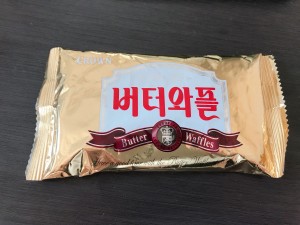 CROWN
버터와플
Butter Waffles